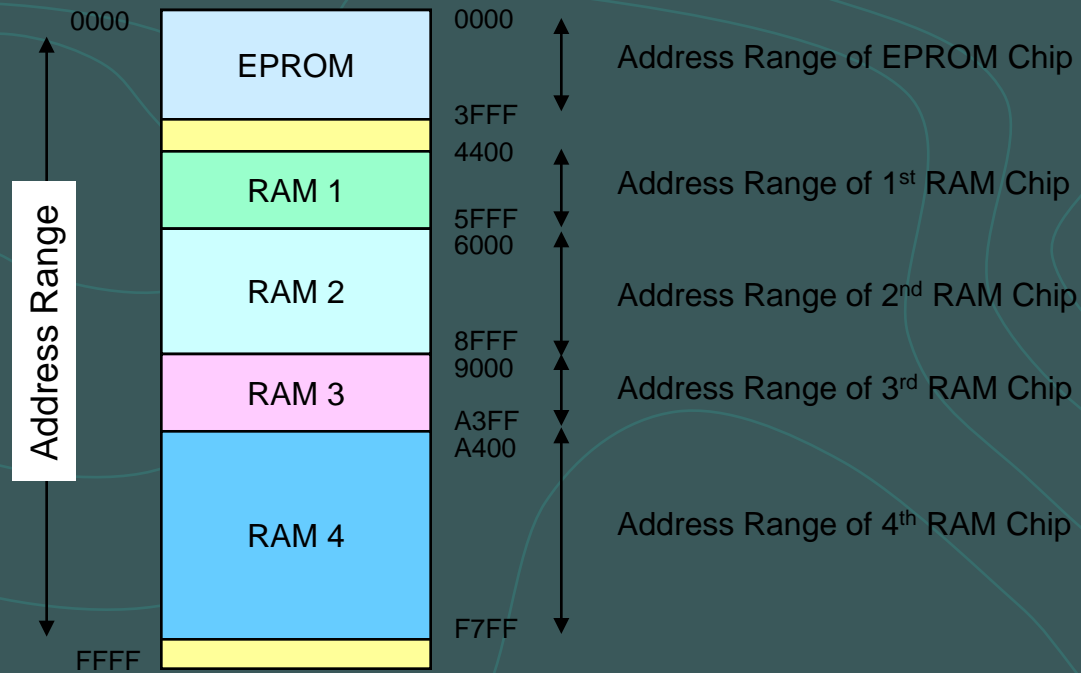 0000
0000
EPROM
Address Range of EPROM Chip
3FFF
4400
RAM 1
Address Range of 1st RAM Chip
5FFF
6000
Address Range
RAM 2
Address Range of 2nd RAM Chip
8FFF
9000
RAM 3
Address Range of 3rd RAM Chip
A3FF
A400
RAM 4
Address Range of 4th RAM Chip
F7FF
FFFF